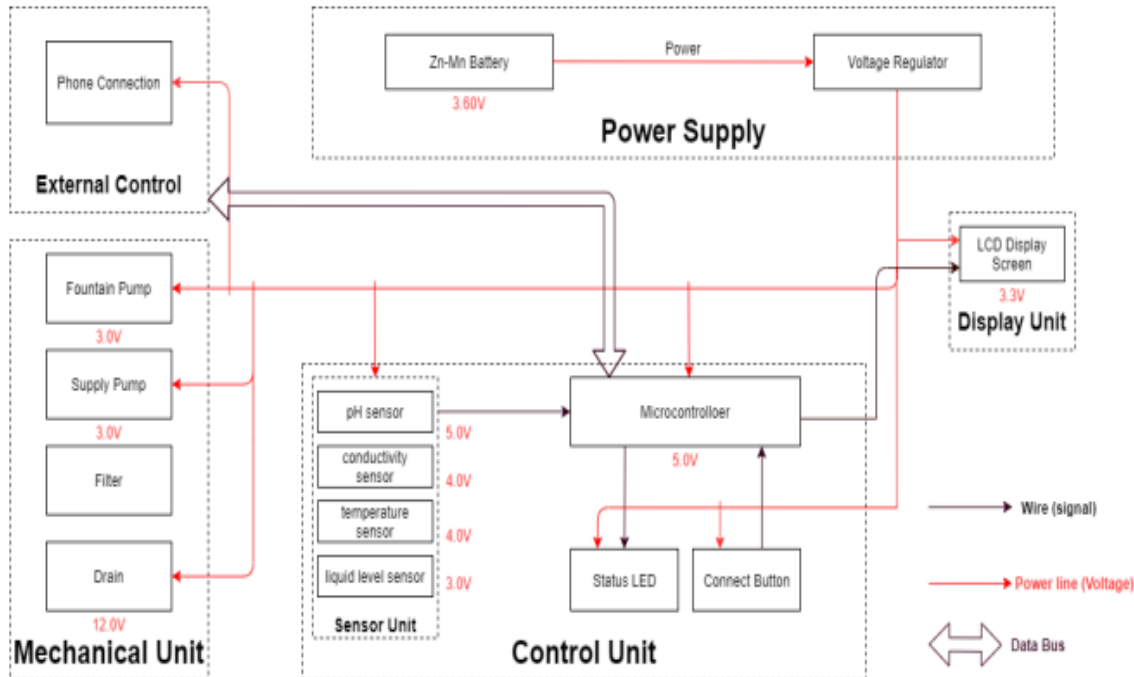 Phone Connection
External Control
Zn-Mn Battery
3.60V
Power
Voltage Regulator
Power Supply
Fountain Pump
3.0V
Supply Pump
3.0V
Filter
Drain
12.0V
Mechanical Unit
LCD Display
Screen
3.3V
Display Unit
pH sensor
5.0V
conductivity
sensor
4.0V
temperature
sensor
4.0V
liquid level sensor
3.0V
Sensor Unit
Microcontrolloer
5.0V
Status LED
Connect Button
Control Unit
Wire (signal)
Power line (Voltage)
Data Bus